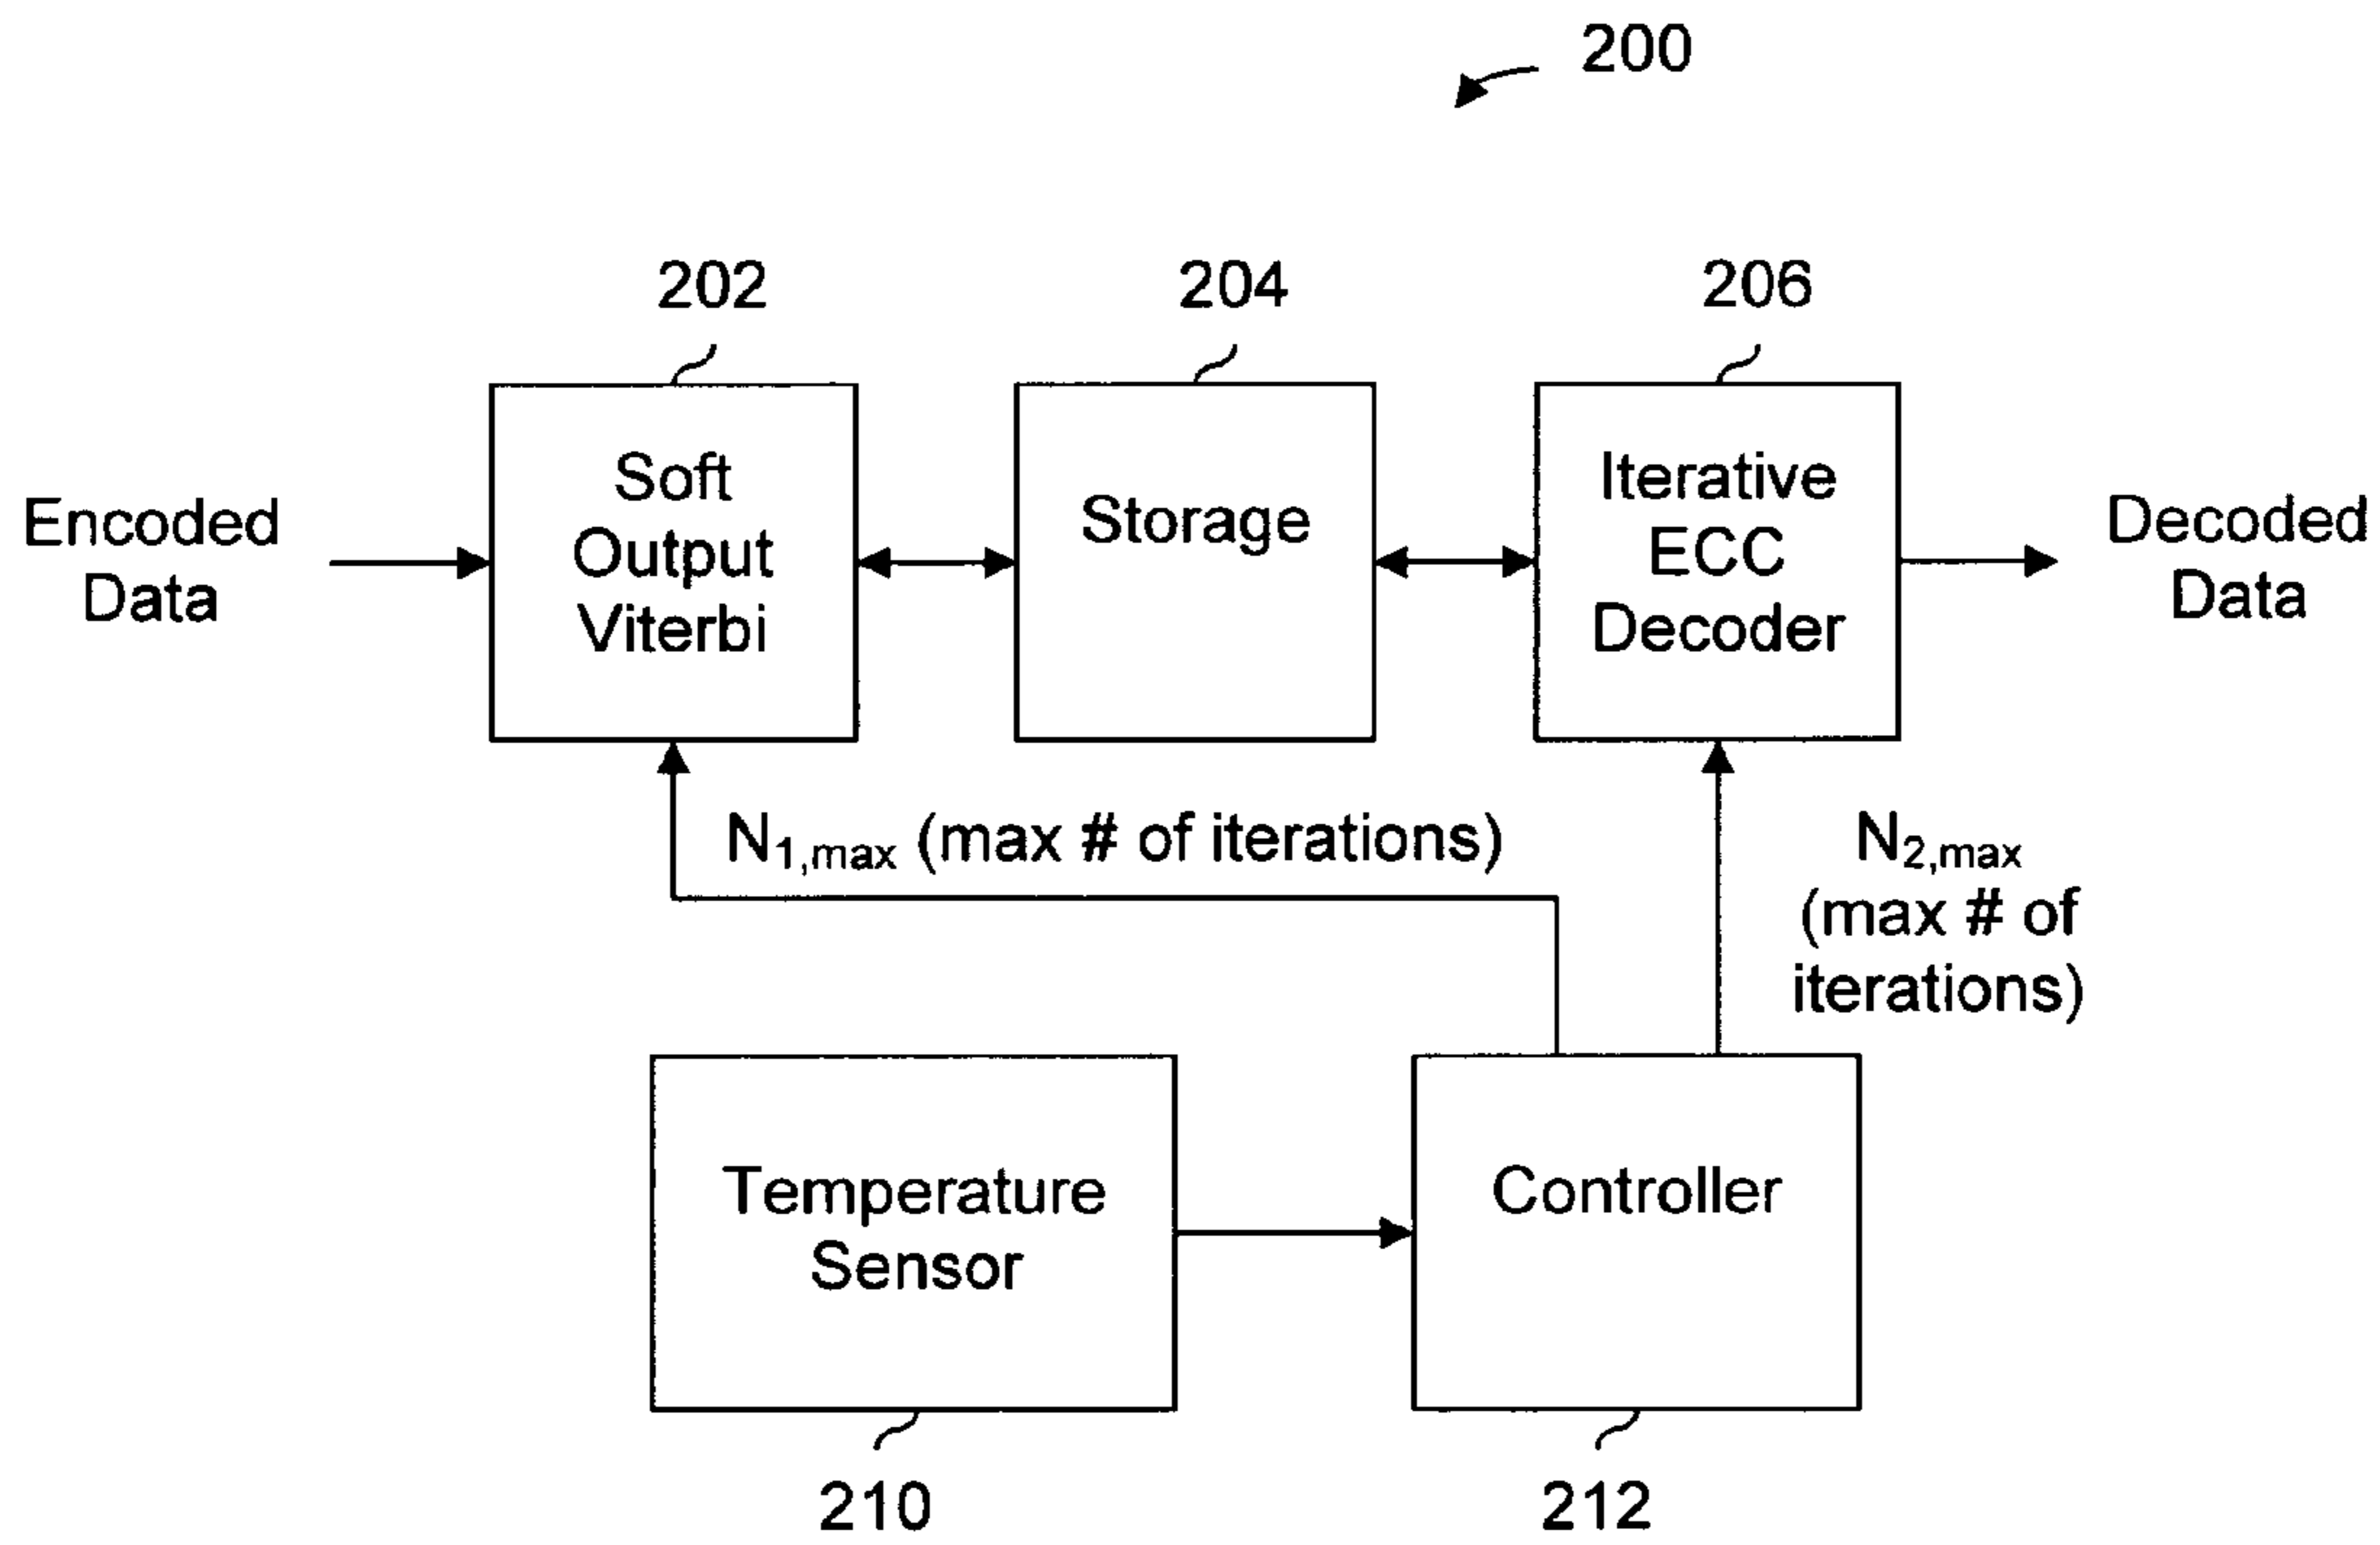 200
202
204
206
Encoded
Data
Soft
Output
Viterbi
Storage
Iterative
ECC
Decoder
Decoded
Data
N1,max (max # of iterations)
N2,max
(max # of
iterations)
Temperature
Sensor
Controller
210
212